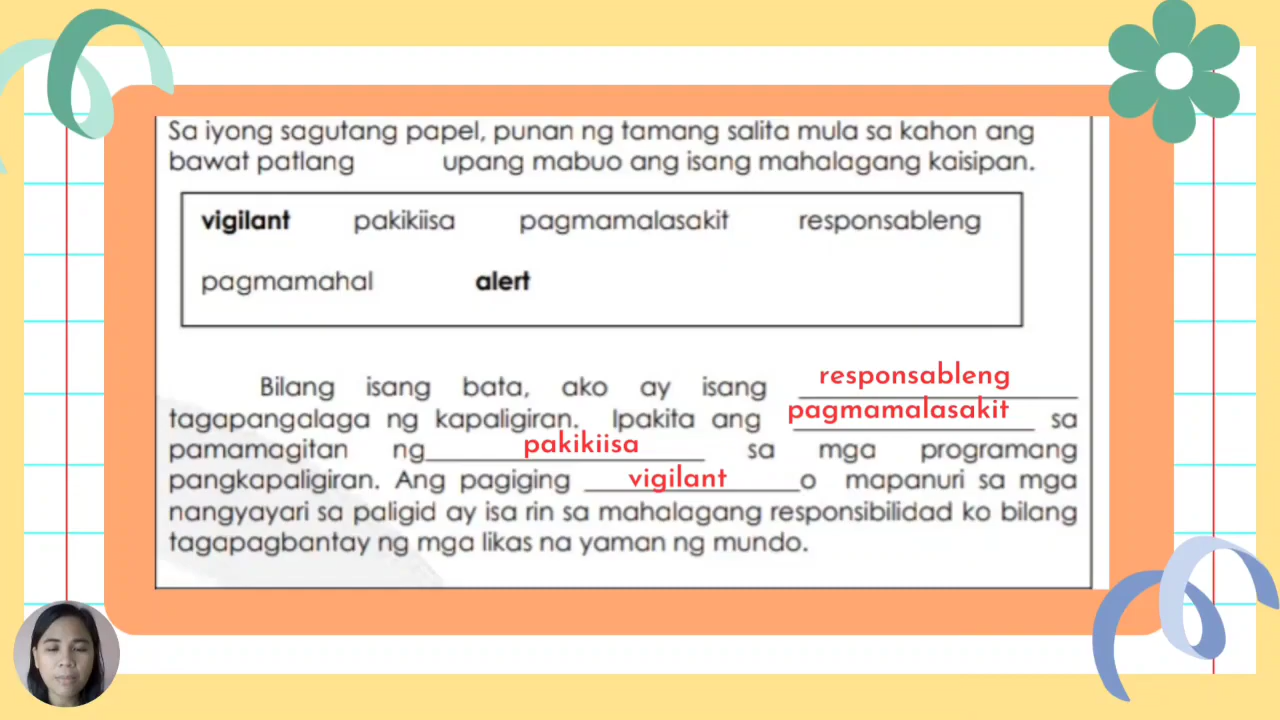 Sa iyong sagutang papel, punan ng tamang salita mula sa kahon ang
bawat patlang upang mabuo ang isang mahalagang kaisipan.
vigilant pakikiisa pagmamalasakit responsableng
pagmamahal alert
Bilang isang bata, ako ay isang responsableng
tagapangalaga ng kapaligiran. Ipakita ang pagmamalasakit sa
pamamagitan ng pakikiisa sa mga programang
pangkapaligiran. Ang pagiging vigilant o mapanuri sa mga
nangyayari sa paligid ay isa rin sa mahalagang responsibilidad ko bilang
tagapagbantay ng mga likas na yaman ng mundo.